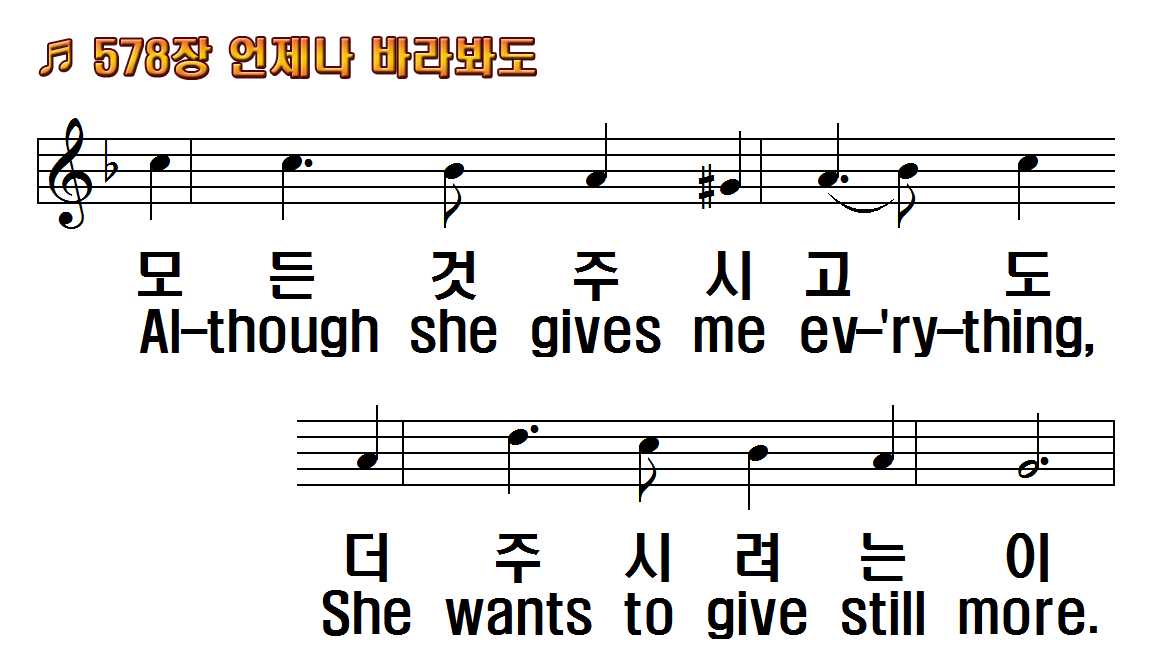 578장 언제나 바라봐도
모 든 것 주 시 고 도
Al-though she gives me ev-'ry-thing,
더 주 시 려 는 이
She wants to give still more.